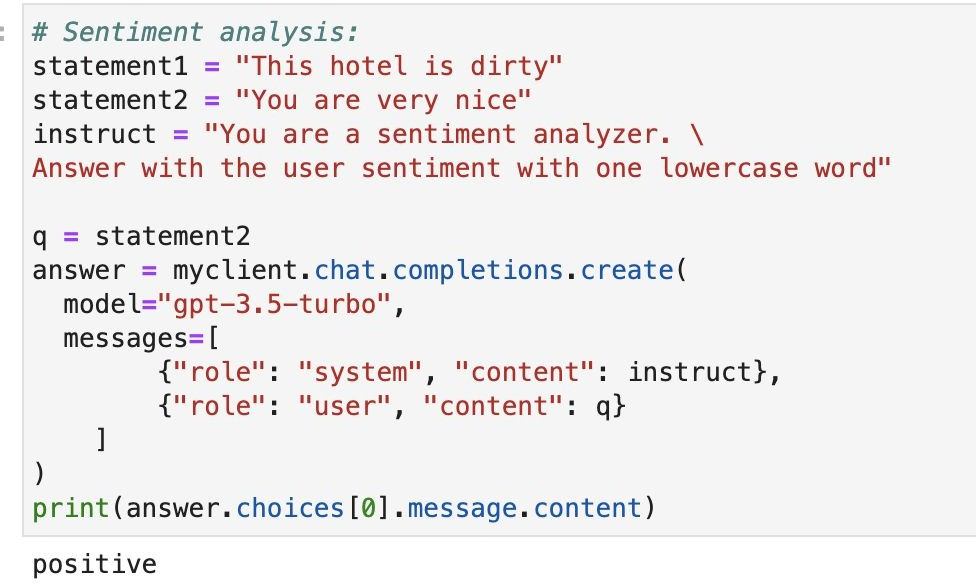 # Sentiment analysis:
statement1 = "This hotel is dirty"
statement2 = "You are very nice"
instruct = "You are a sentiment analyzer. \
Answer with the user sentiment with one lowercase word"
q = statement2
answer = myclient.chat.completions.create(
  model="gpt-3.5-turbo",
  messages=[
        {"role": "system", "content": instruct},
        {"role": "user", "content": q}
    ]
)
print(answer.choices[0].message.content)
positive